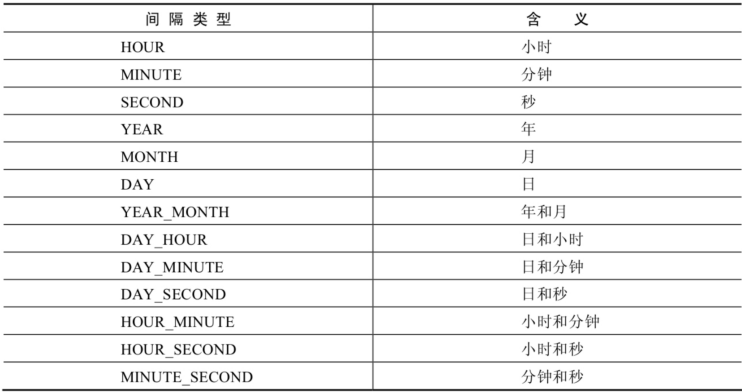 间隔类型 含义
HOUR 小时
MINUTE 分钟
SECOND 秒
YEAR 年
MONTH 月
DAY 日
YEAR_MONTH 年和月
DAY_HOUR 日和小时
DAY_MINUTE 日和分钟
DAY_SECOND 日和秒
HOUR_MINUTE 小时和分钟
HOUR_SECOND 小时和秒
MINUTE_SECOND 分钟和秒